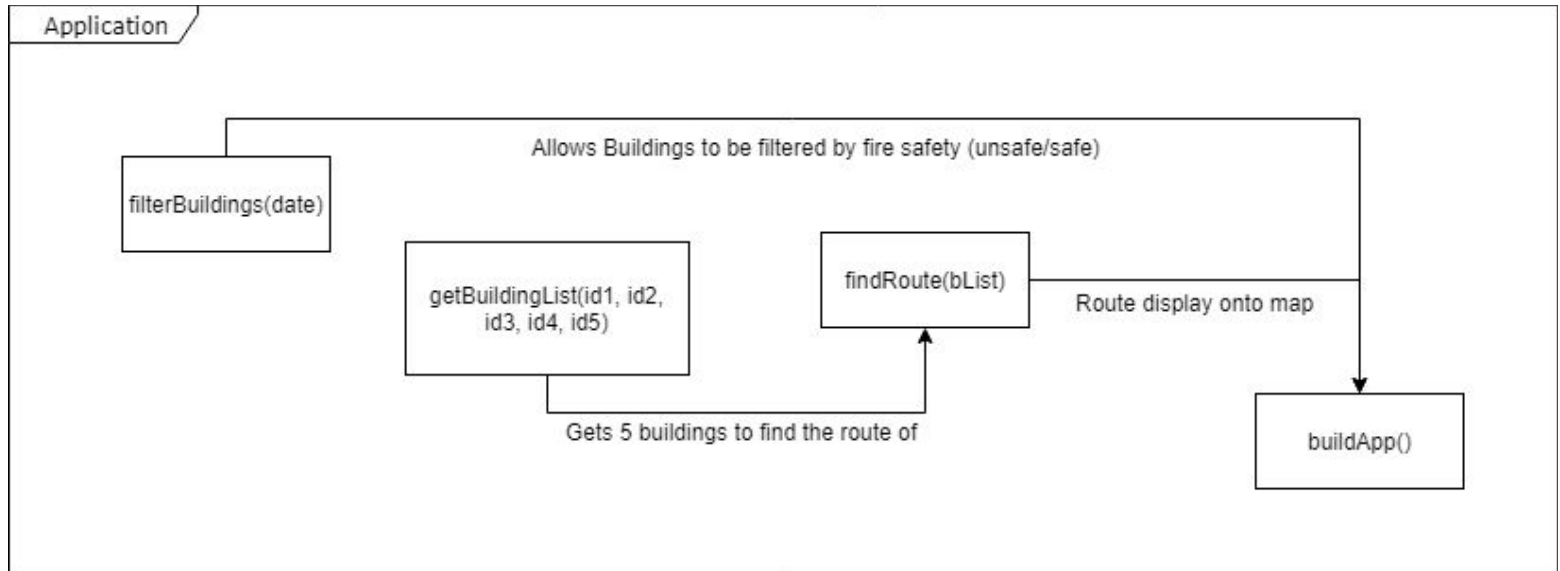 Application
Allows Buildings to be filtered by fire safety (unsafe/safe)
filterBuildings(date)
getBuildingList(id1, id2,
id3, id4, id5)
findRoute(bList)
Route display onto map
Gets 5 buildings to find the route of
buildApp()